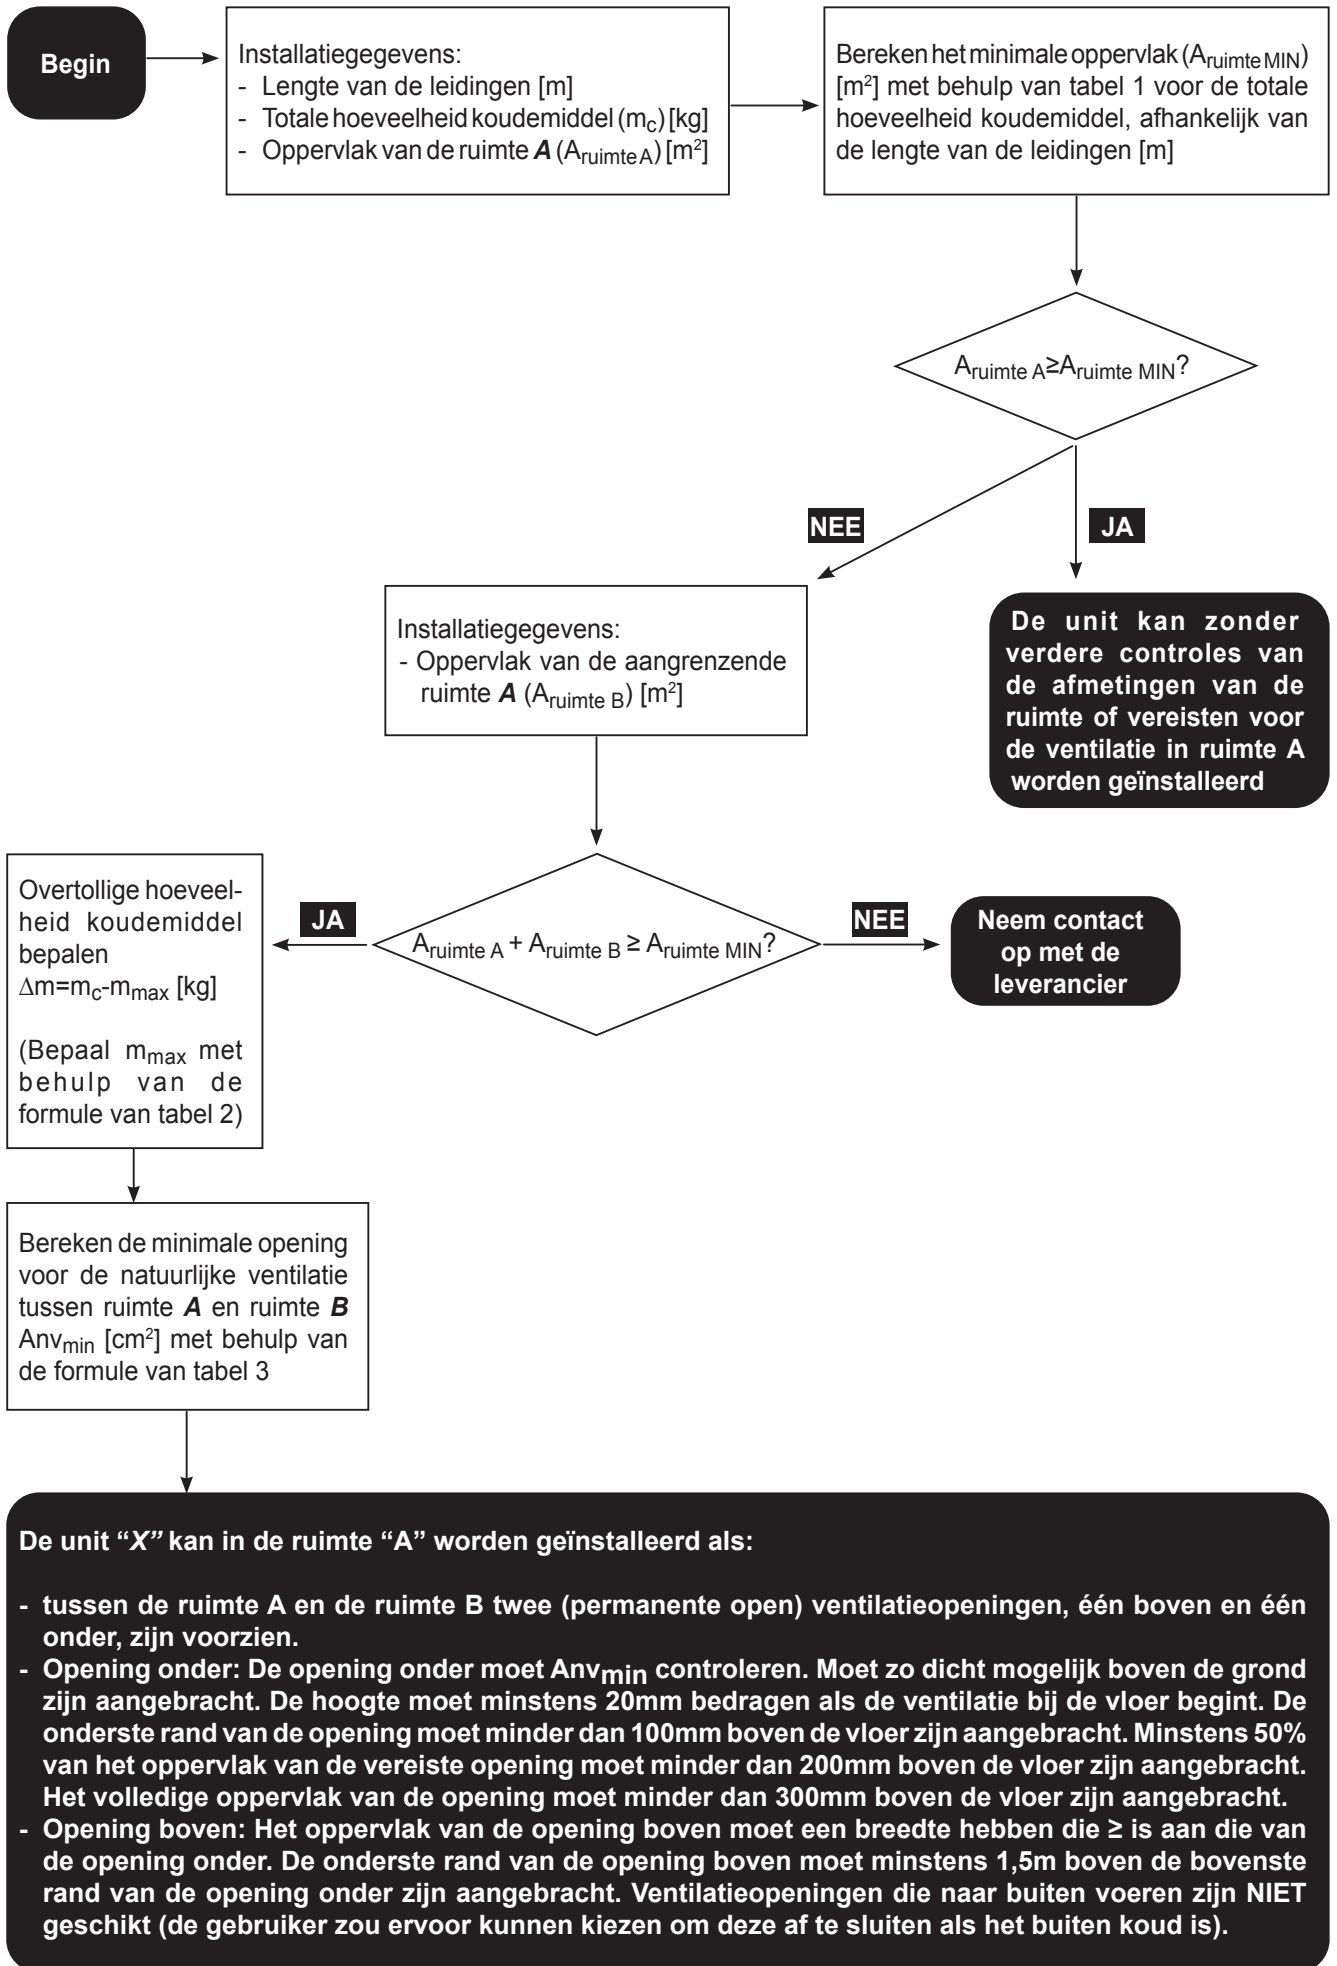 Begin
Installatiegegevens:
- Lengte van de leidingen [m]
- Totale hoeveelheid koudemiddel (mc) [kg]
- Oppervlak van de ruimte A (Aruimte A) [m²]
Bereken het minimale oppervlak (Aruimte MIN)
[m²] met behulp van tabel 1 voor de totale
hoeveelheid koudemiddel, afhankelijk van
de lengte van de leidingen [m]
Aruimte A≥Aruimte MIN?
NEE
JA
Installatiegegevens:
- Oppervlak van de aangrenzende
ruimte A (Aruimte B) [m²]
De unit kan zonder
verdere controles van
de afmetingen van de
ruimte of vereisten voor
de ventilatie in ruimte A
worden geïnstalleerd
Overtollige hoeveel-
heid koudemiddel
bepalen
Δm=mc-mmax [kg]
(Bepaal mmax met
behulp van de
formule van tabel 2)
JA
Aruimte A + Aruimte B ≥ Aruimte MIN?
NEE
Neem contact
op met de
leverancier
Bereken de minimale opening
voor de natuurlijke ventilatie
tussen ruimte A en ruimte B
Anvmin [cm²] met behulp van
de formule van tabel 3
De unit “X” kan in de ruimte “A” worden geïnstalleerd als:
- tussen de ruimte A en de ruimte B twee (permanente open) ventilatieopeningen, één boven en één
onder, zijn voorzien.
- Opening onder: De opening onder moet Anvmin controleren. Moet zo dicht mogelijk boven de grond
zijn aangebracht. De hoogte moet minstens 20mm bedragen als de ventilatie bij de vloer begint. De
onderste rand van de opening moet minder dan 100mm boven de vloer zijn aangebracht. Minstens 50%
van het oppervlak van de vereiste opening moet minder dan 200mm boven de vloer zijn aangebracht.
Het volledige oppervlak van de opening moet minder dan 300mm boven de vloer zijn aangebracht.
- Opening boven: Het oppervlak van de opening boven moet een breedte hebben die ≥ is aan die van
de opening onder. De onderste rand van de opening boven moet minstens 1,5m boven de bovenste
rand van de opening onder zijn aangebracht. Ventilatieopeningen die naar buiten voeren zijn NIET
geschikt (de gebruiker zou ervoor kunnen kiezen om deze af te sluiten als het buiten koud is).